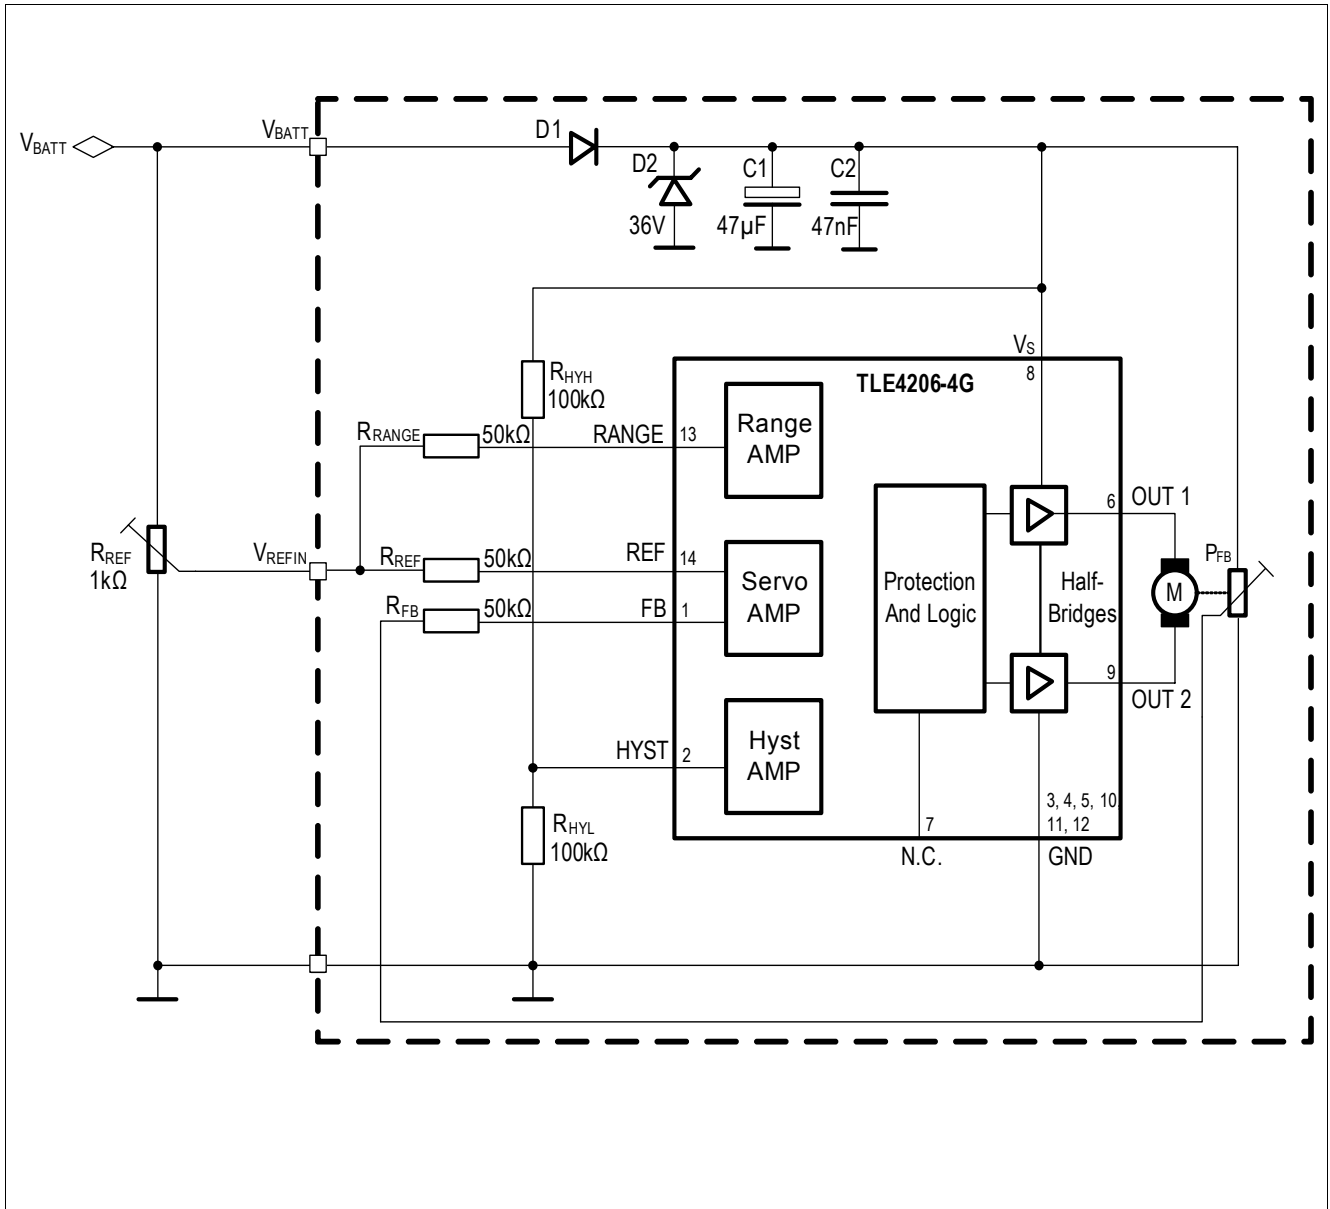 VBATT
VBATT
D1
D2
36V
C1
47µF
C2
47nF
VS
8
TLE4206-4G
RHYH
100kΩ
RRANGE
50kΩ
RANGE
13
Range
AMP
RREF
1kΩ
VREFIN
RREF
50kΩ
REF
14
RFB
50kΩ
FB
1
Servo
AMP
Protection
And Logic
Half-
Bridges
6
OUT 1
M
PFB
9
OUT 2
HYST
2
Hyst
AMP
RHYL
100kΩ
7
N.C.
3, 4, 5, 10,
11, 12
GND